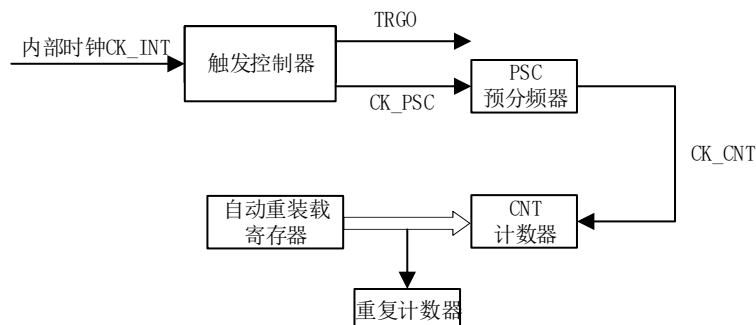 TRGO
内部时钟CK_INT
触发控制器
CK_PSC
PSC
预分频器
CK_CNT
自动重装载
寄存器
CNT
计数器
重复计数器